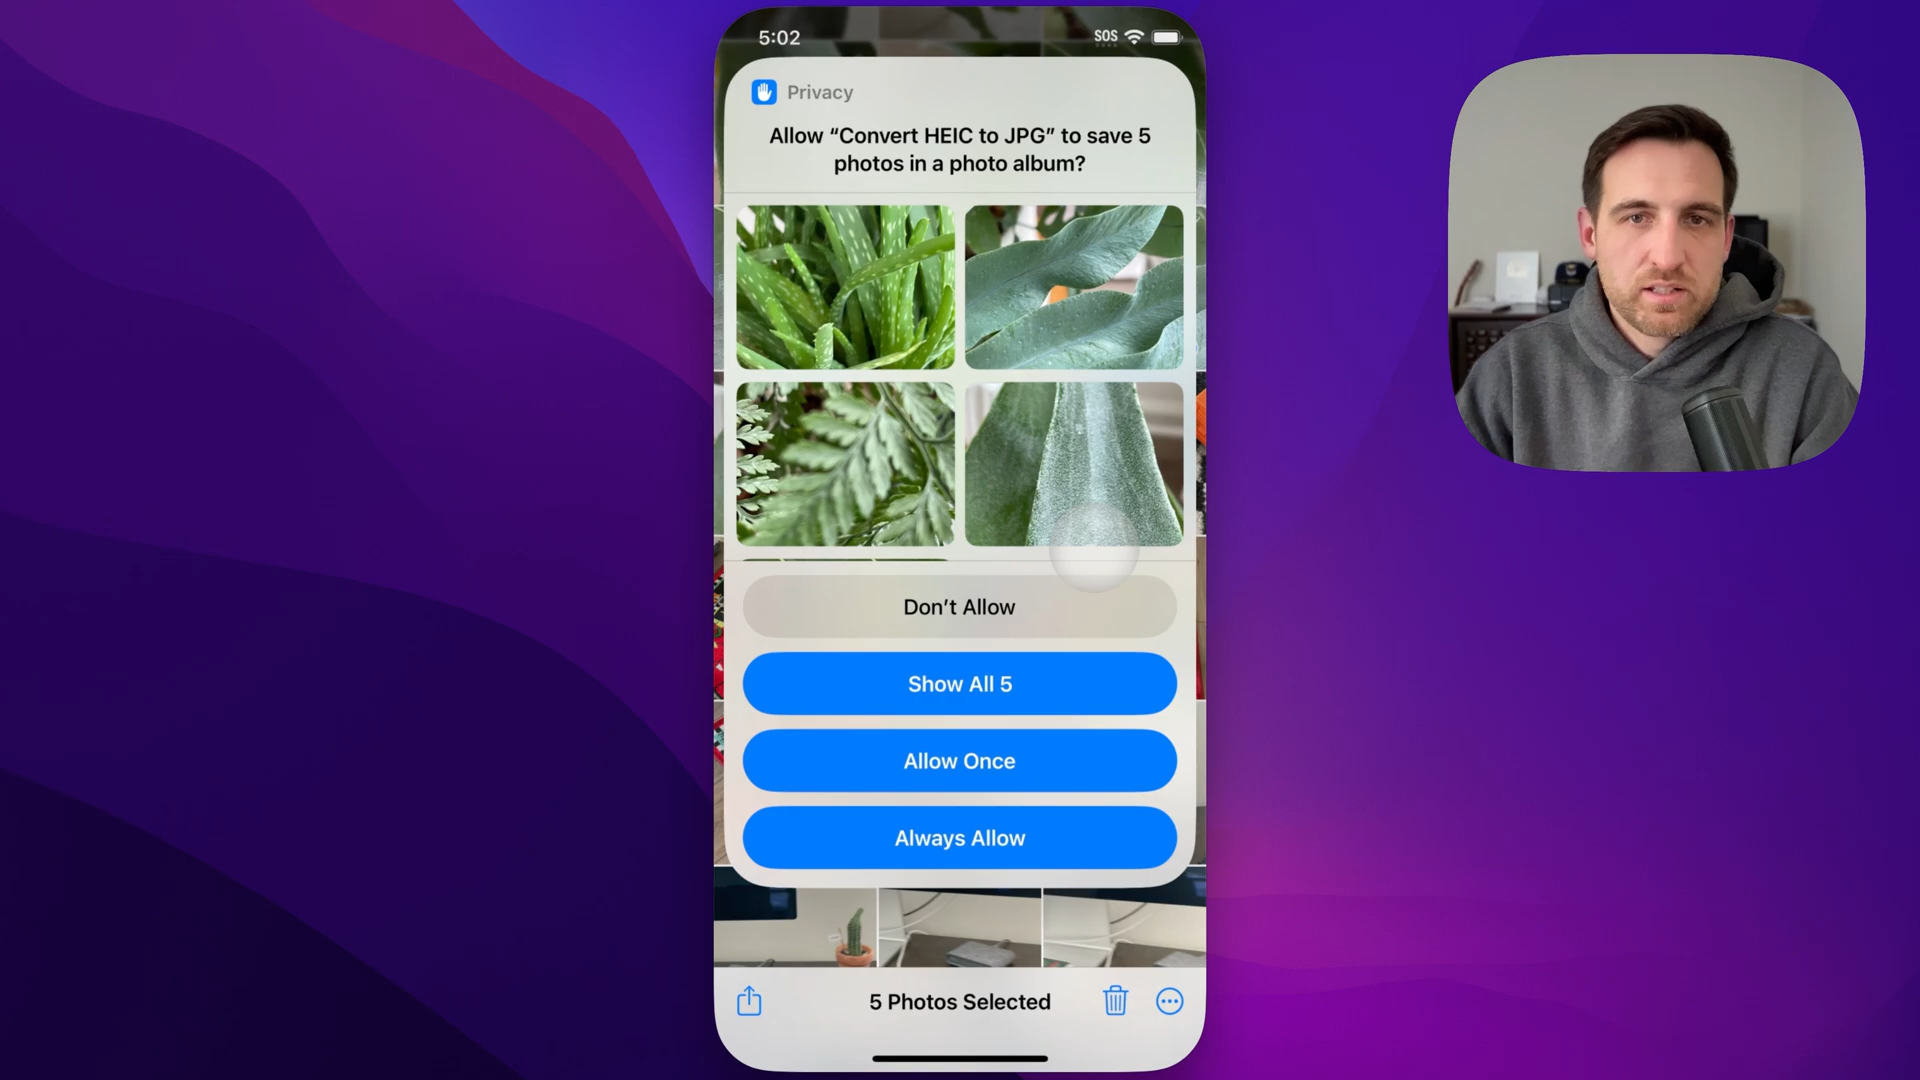 5:02
SOS
Privacy
Allow “Convert HEIC to JPG” to save 5
photos in a photo album?
Don’t Allow
Show All 5
Allow Once
Always Allow
5 Photos Selected